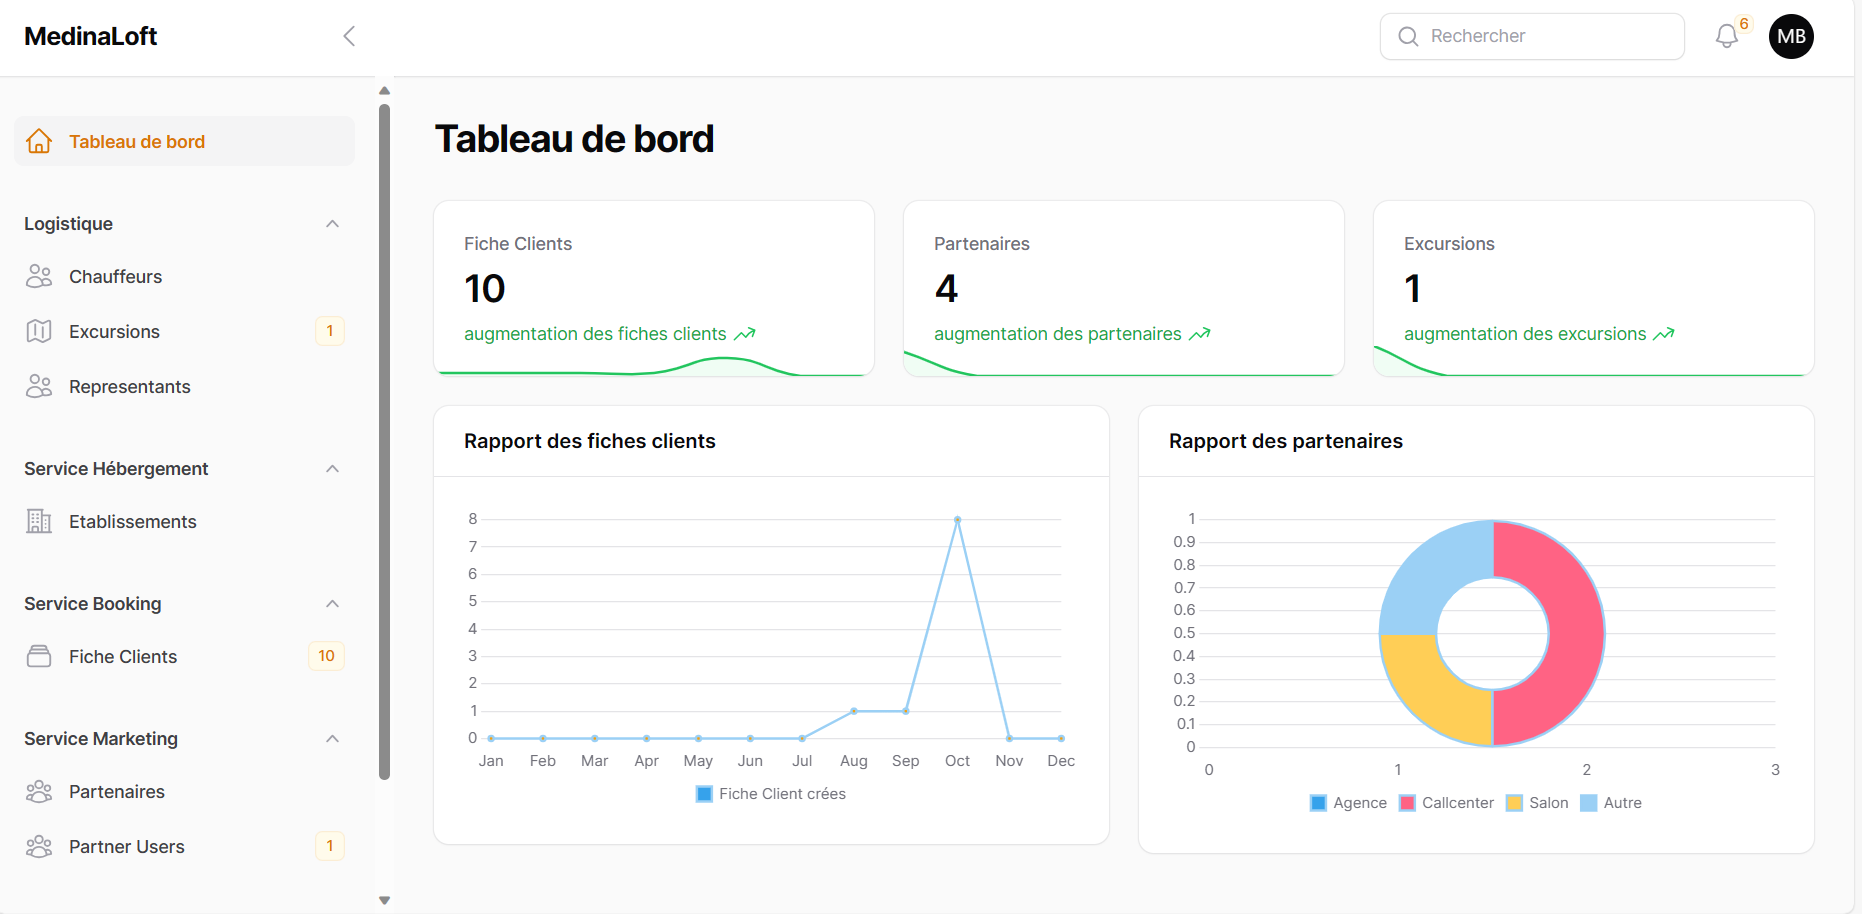 MedinaLoft
Rechercher
6
MB
Tableau de bord
Logistique
Chauffeurs
Excursions
1
Representants
Service Hébergement
Etablissements
Service Booking
Fiche Clients
10
Service Marketing
Partenaires
Partner Users
1
Tableau de bord
Fiche Clients
10
augmentation des fiches clients
Partenaires
4
augmentation des partenaires
Excursions
1
augmentation des excursions
Rapport des fiches clients
8
7
6
5
4
3
2
1
0
Jan Feb Mar Apr May Jun Jul Aug Sep Oct Nov Dec
Fiche Client crées
Rapport des partenaires
1
0.9
0.8
0.7
0.6
0.5
0.4
0.3
0.2
0.1
0
0 1 2 3
Agence Callcenter Salon Autre